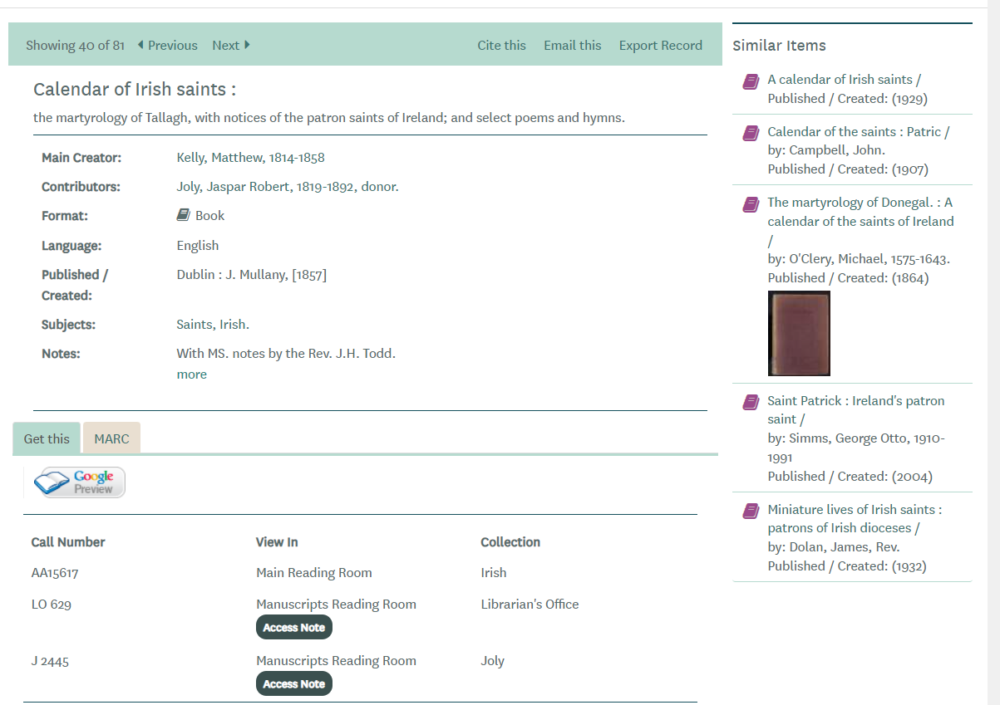 Showing 40 of 81 Previous Next Cite this Email this Export Record
Calendar of Irish saints :
the martyrology of Tallagh, with notices of the patron saints of Ireland; and select poems and hymns.
Main Creator: Kelly, Matthew, 1814-1858
Contributors: Joly, Jaspar Robert, 1819-1892, donor.
Format: Book
Language: English
Published / Dublin : J. Mullany, [1857]
Created:
Subjects: Saints, Irish.
Notes: With MS. notes by the Rev. J.H. Todd.
more
Get this MARC
Google
Preview
Call Number View In Collection
AA15617 Main Reading Room Irish
LO 629 Manuscripts Reading Room Librarian's Office
Access Note
J 2445 Manuscripts Reading Room Joly
Access Note
Similar Items
A calendar of Irish saints /
Published / Created: (1929)
Calendar of the saints : Patric /
by: Campbell, John.
Published / Created: (1907)
The martyrology of Donegal. : A
calendar of the saints of Ireland
/
by: O'Clery, Michael, 1575-1643.
Published / Created: (1864)
Saint Patrick : Ireland's patron
saint /
by: Simms, George Otto, 1910-
1991
Published / Created: (2004)
Miniature lives of Irish saints :
patrons of Irish dioceses /
by: Dolan, James, Rev.
Published / Created: (1932)